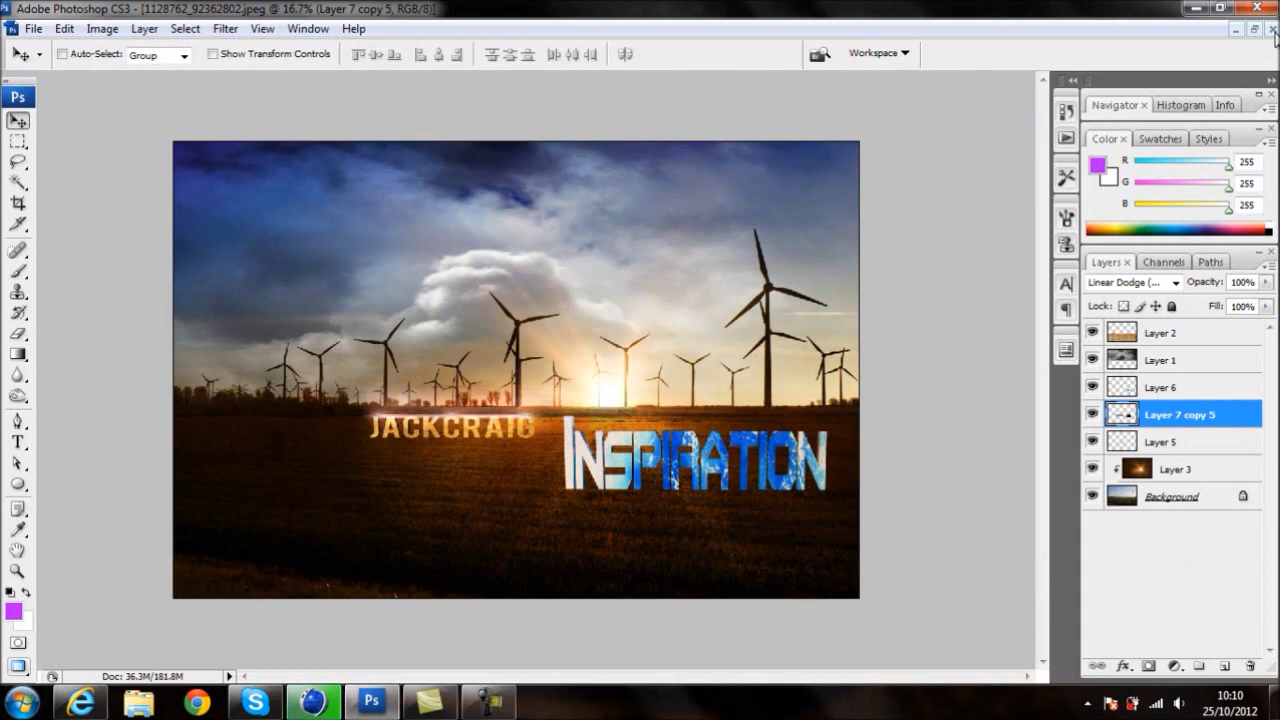 Adobe Photoshop CS3 - [1128762_92362802.jpeg @ 16.7% (Layer 7 copy 5, RGB/8)]
File Edit Image Layer Select Filter View Window Help
Auto-Select: Group Show Transform Controls Workspace
Ps
Navigator Histogram Info
Color Swatches Styles
R 255
G 255
B 255
Layers Channels Paths
Linear Dodge (... Opacity: 100%
Lock: Fill: 100%
Layer 2
Layer 1
Layer 6
Layer 7 copy 5
Layer 5
Layer 3
Background
JACKCRAIG
INSPIRATION
Doc: 36.3M/181.8M
Ps
10:10
25/10/2012